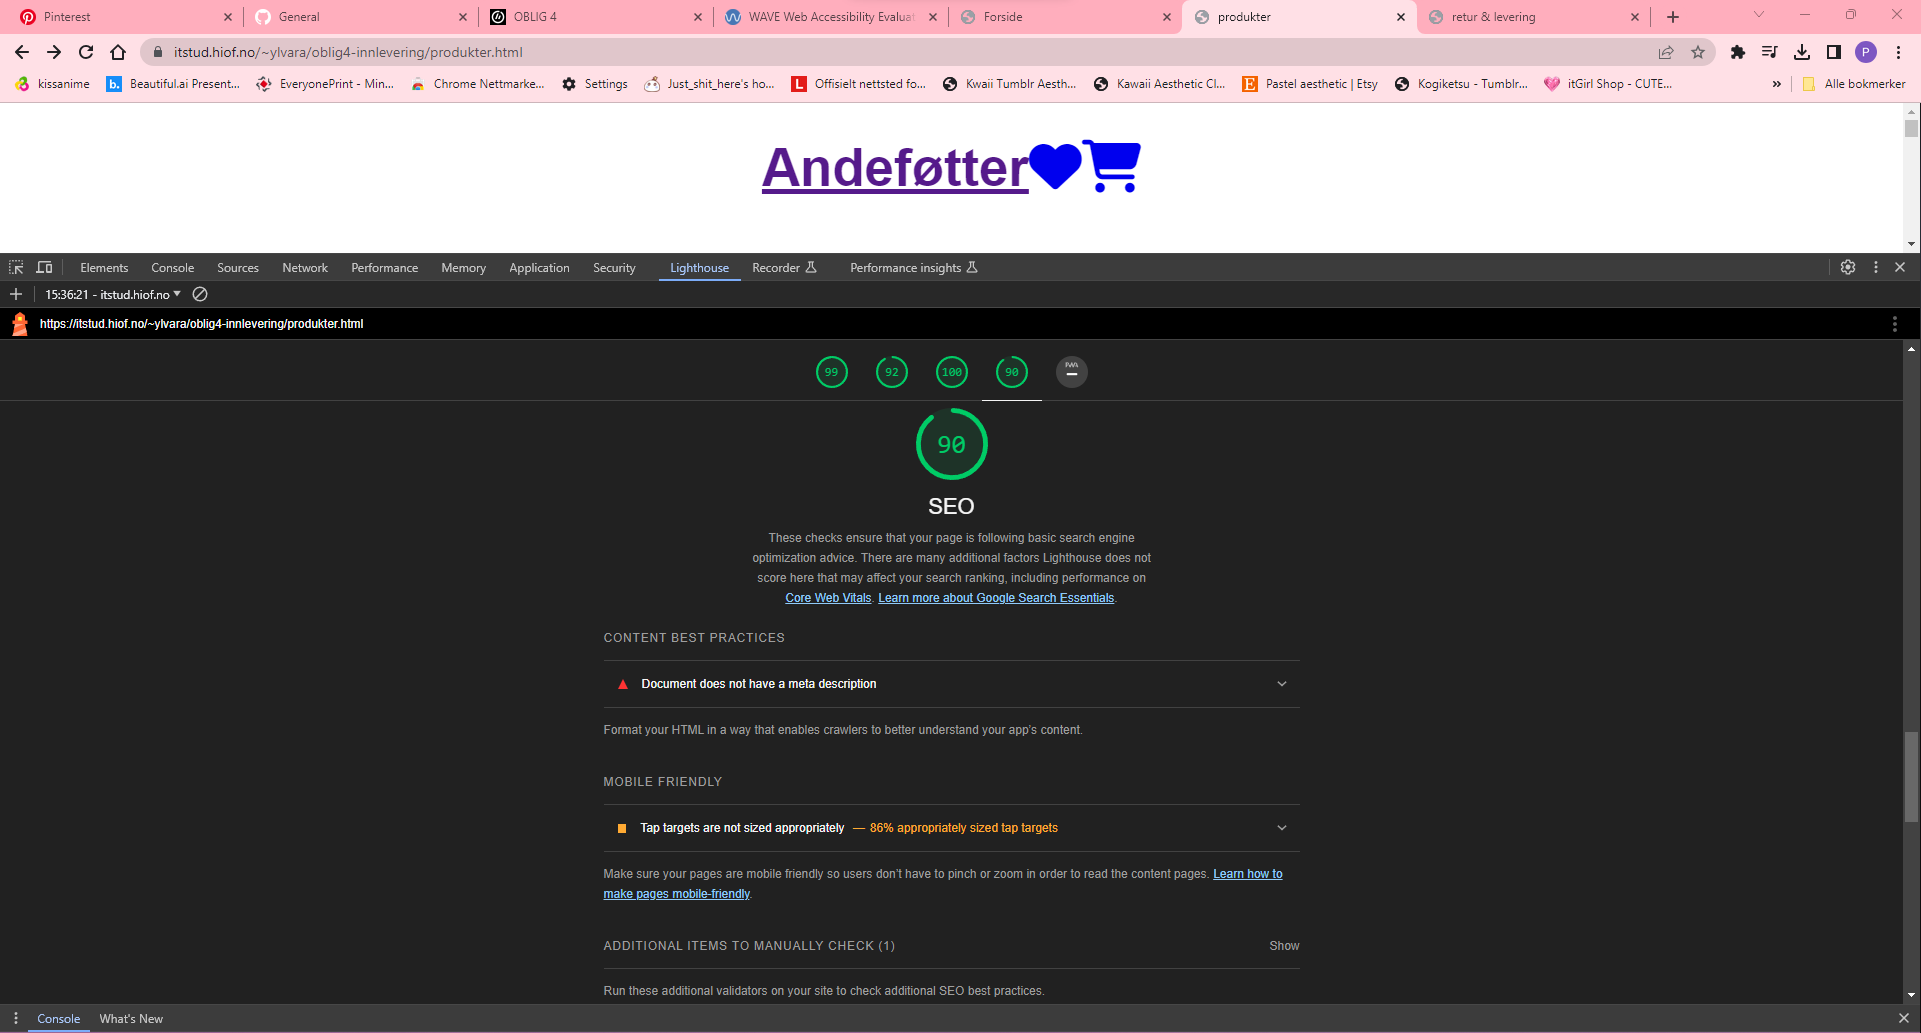 Pinterest
General
OBLIG 4
WAVE Web Accessibility Evaluat
Forside
produkter
retur & levering
itstud.hiof.no/~ylvara/oblig4-innlevering/produkter.html
P
kissanime
Beautiful.ai Present...
EveryonePrint - Min...
Chrome Nettmarke...
Settings
Just_shit_here's ho...
Offisielt nettsted fo...
Kwaii Tumblr Aesth...
Kawaii Aesthetic Cl...
Pastel aesthetic | Etsy
Kogiketsu - Tumblr...
itGirl Shop - CUTE...
»
Alle bokmerker
Andeføtter
Elements
Console
Sources
Network
Performance
Memory
Application
Security
Lighthouse
Recorder
Performance insights
15:36:21 - itstud.hiof.no
https://itstud.hiof.no/~ylvara/oblig4-innlevering/produkter.html
99
92
100
90
PWA
90
SEO
These checks ensure that your page is following basic search engine
optimization advice. There are many additional factors Lighthouse does not
score here that may affect your search ranking, including performance on
Core Web Vitals. Learn more about Google Search Essentials.
CONTENT BEST PRACTICES
Document does not have a meta description
Format your HTML in a way that enables crawlers to better understand your app's content.
MOBILE FRIENDLY
Tap targets are not sized appropriately — 86% appropriately sized tap targets
Make sure your pages are mobile friendly so users don't have to pinch or zoom in order to read the content pages. Learn how to
make pages mobile-friendly.
ADDITIONAL ITEMS TO MANUALLY CHECK (1)
Show
Run these additional validators on your site to check additional SEO best practices.
Console
What's New